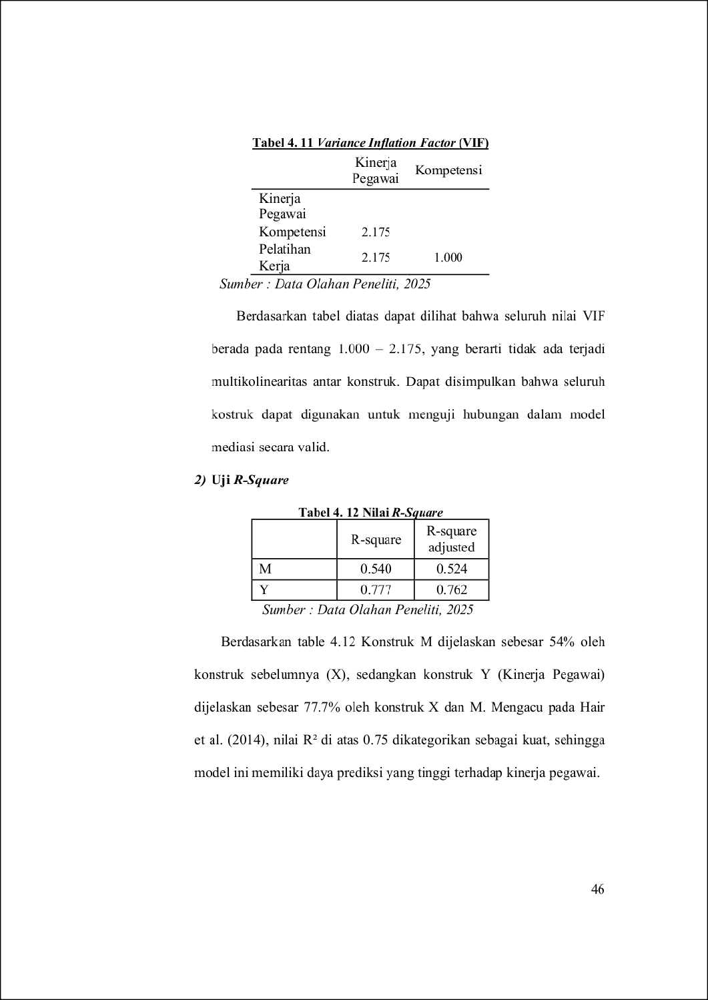 Tabel 4. 11 Variance Inflation Factor (VIF)
Kinerja
Pegawai
Kompetensi
Kinerja
Pegawai
Kompetensi 2.175
Pelatihan
Kerja 2.175 1.000
Sumber : Data Olahan Peneliti, 2025
Berdasarkan tabel diatas dapat dilihat bahwa seluruh nilai VIF
berada pada rentang 1.000 – 2.175, yang berarti tidak ada terjadi
multikolinearitas antar konstruk. Dapat disimpulkan bahwa seluruh
kostruk dapat digunakan untuk menguji hubungan dalam model
mediasi secara valid.
2) Uji R-Square
Tabel 4. 12 Nilai R-Square
R-square
R-square
adjusted
M 0.540 0.524
Y 0.777 0.762
Sumber : Data Olahan Peneliti, 2025
Berdasarkan table 4.12 Konstruk M dijelaskan sebesar 54% oleh
konstruk sebelumnya (X), sedangkan konstruk Y (Kinerja Pegawai)
dijelaskan sebesar 77.7% oleh konstruk X dan M. Mengacu pada Hair
et al. (2014), nilai R² di atas 0.75 dikategorikan sebagai kuat, sehingga
model ini memiliki daya prediksi yang tinggi terhadap kinerja pegawai.
46